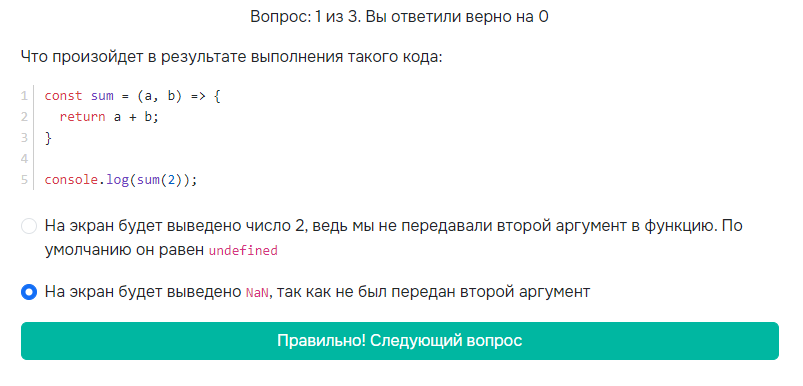 Вопрос: 1 из 3. Вы ответили верно на 0
Что произойдет в результате выполнения такого кода:
1 const sum = (a, b) => {
2   return a + b;
3 }
4
5 console.log(sum(2));
На экран будет выведено число 2, ведь мы не передавали второй аргумент в функцию. По
умолчанию он равен undefined
На экран будет выведено NaN, так как не был передан второй аргумент
Правильно! Следующий вопрос